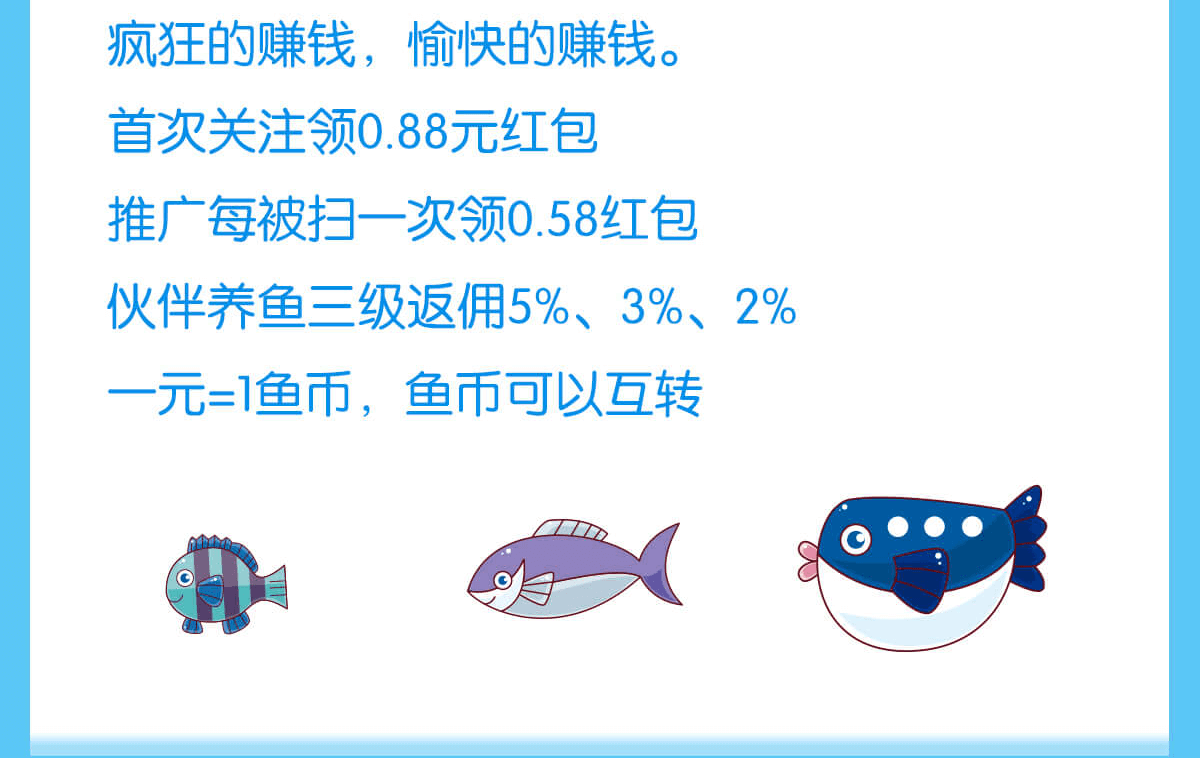 疯狂的赚钱，愉快的赚钱。
首次关注领0.88元红包
推广每被扫一次领0.58红包
伙伴养鱼三级返佣5%、3%、2%
一元=1鱼币，鱼币可以互转